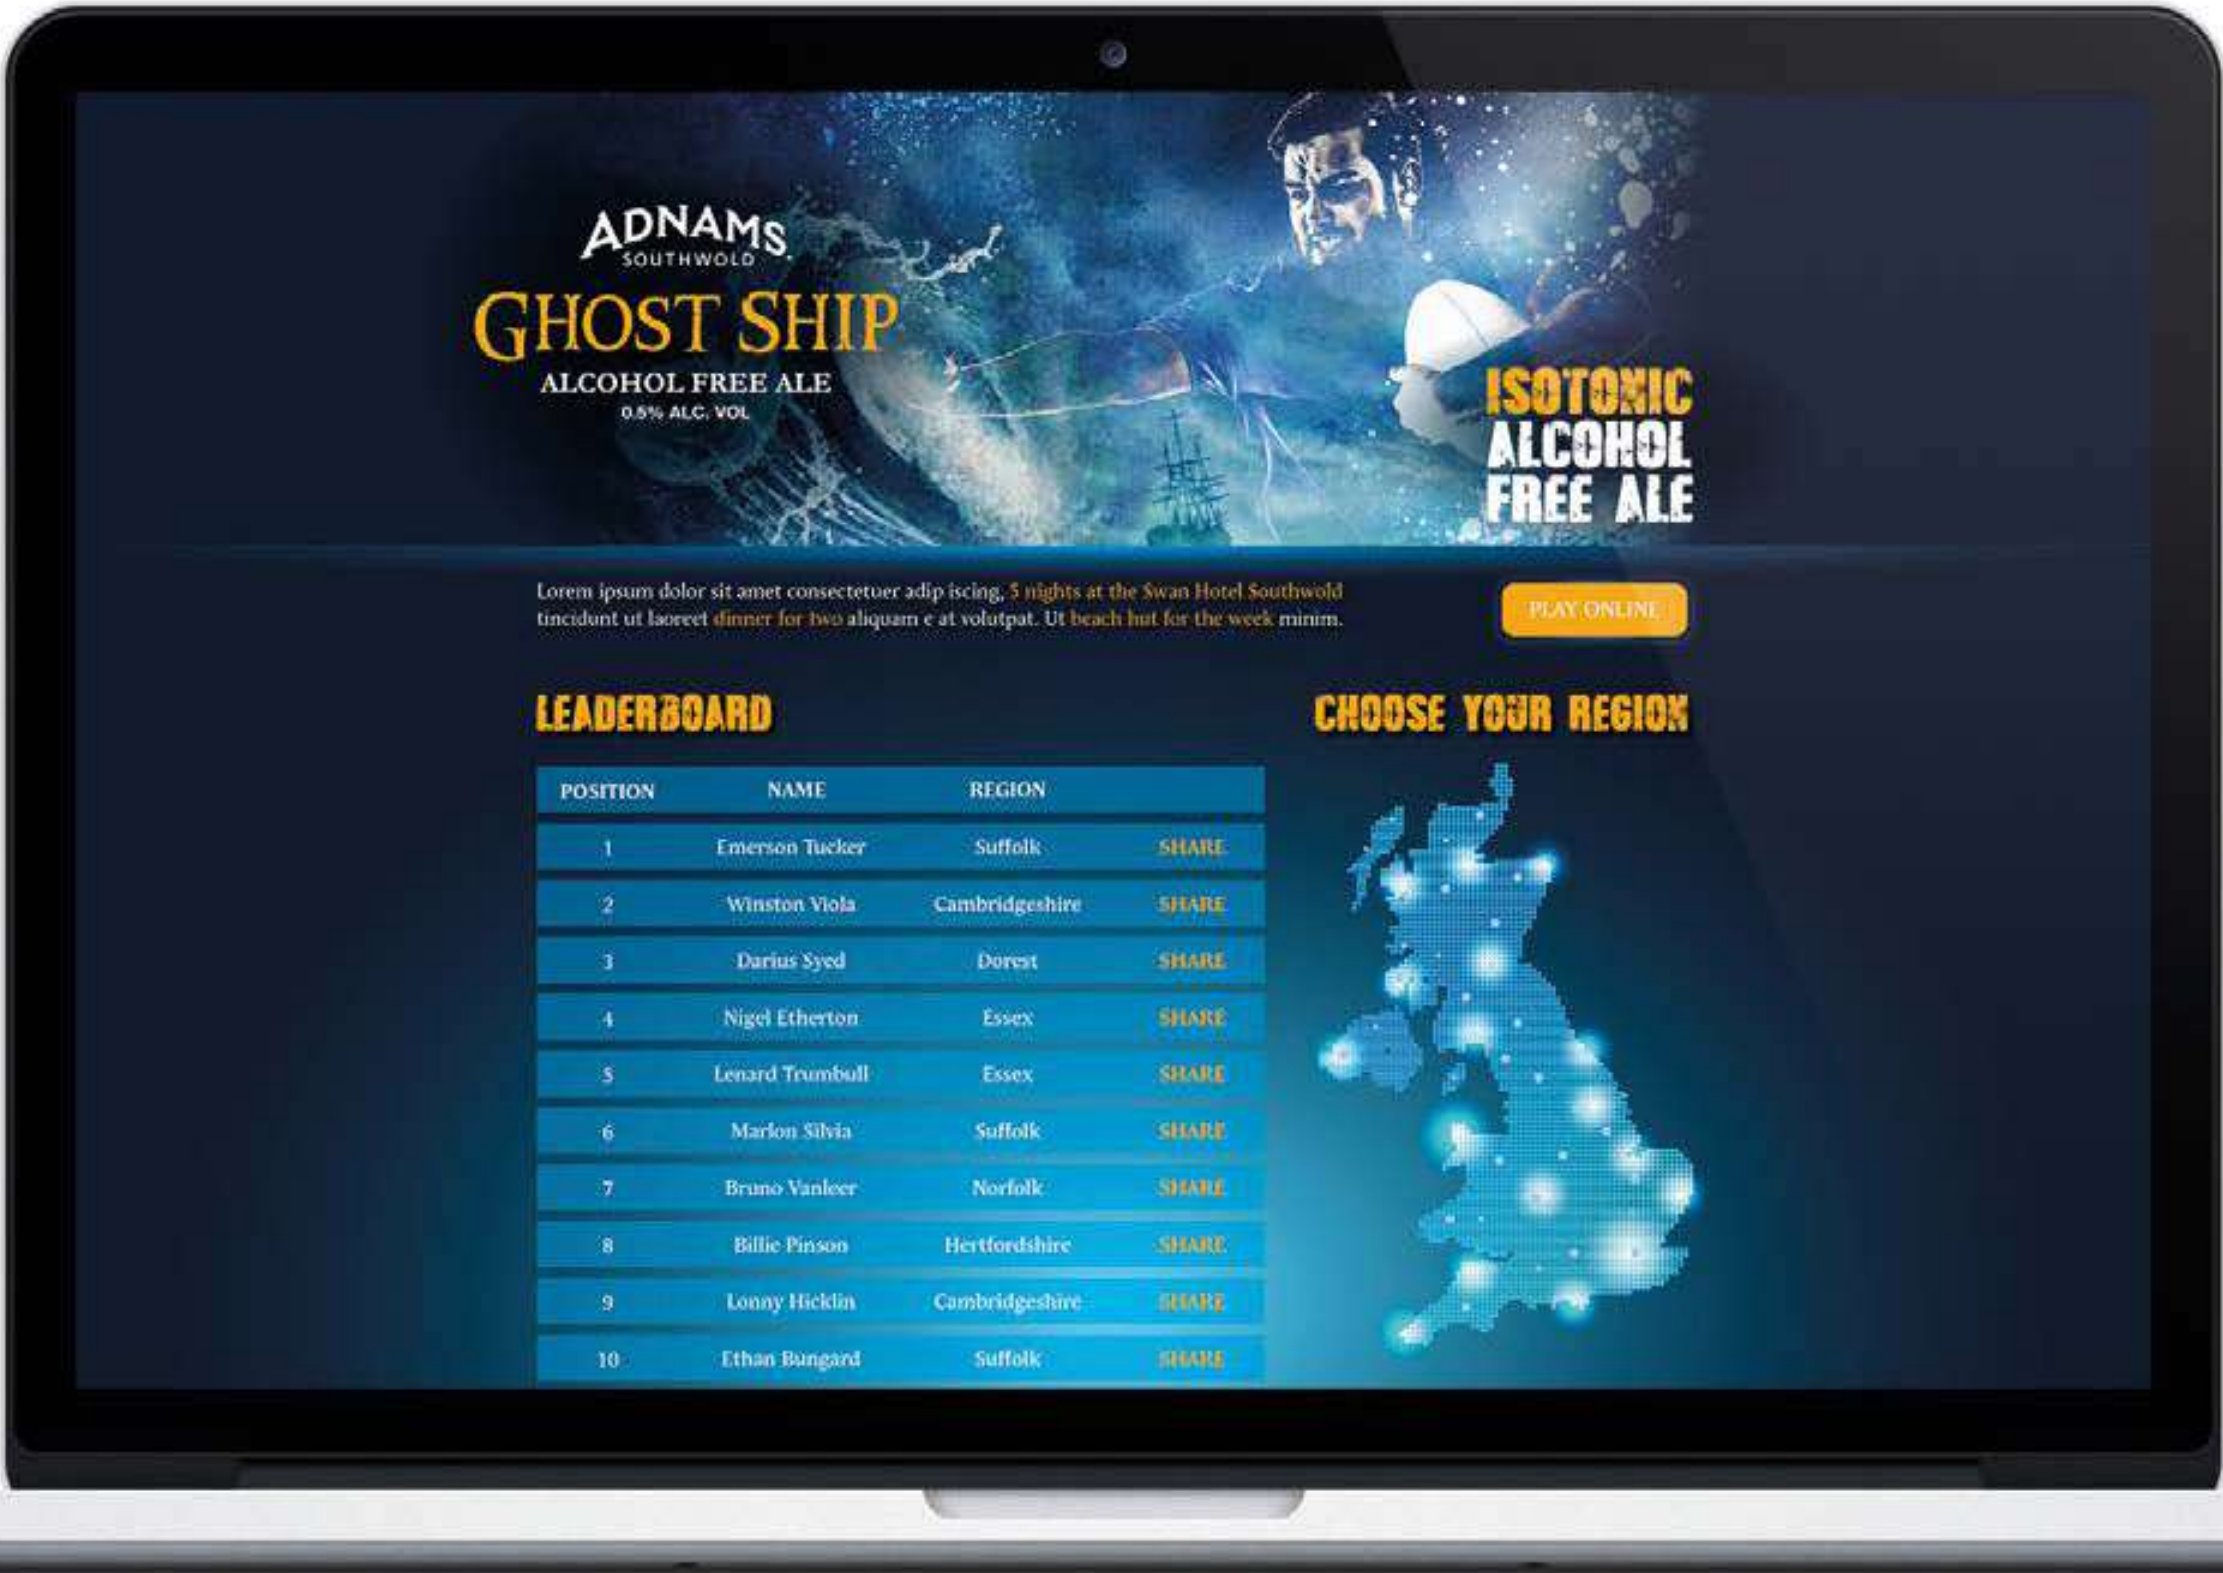 ADNAMS
SOUTHWOLD
GHOST SHIP
ALCOHOL FREE ALE
0.5% ALC. VOL
ISOTONIC
ALCOHOL
FREE ALE
Lorem ipsum dolor sit amet consectetuer adip iscing, 5 nights at the Swan Hotel Southwold
tincidunt ut laoreet dinner for two aliquam e at volutpat. Ut beach hut for the week minim.
PLAY ONLINE
LEADERBOARD
CHOOSE YOUR REGION
POSITION NAME REGION
1 Emerson Tucker Suffolk SHARE
2 Winston Viola Cambridgeshire SHARE
3 Darius Syed Dorest SHARE
4 Nigel Etherton Essex SHARE
5 Lenard Trumbull Essex SHARE
6 Marlon Silvia Suffolk SHARE
7 Bruno Vanleer Norfolk SHARE
8 Billie Pinson Hertfordshire SHARE
9 Lonny Hicklin Cambridgeshire SHARE
10 Ethan Bungard Suffolk SHARE